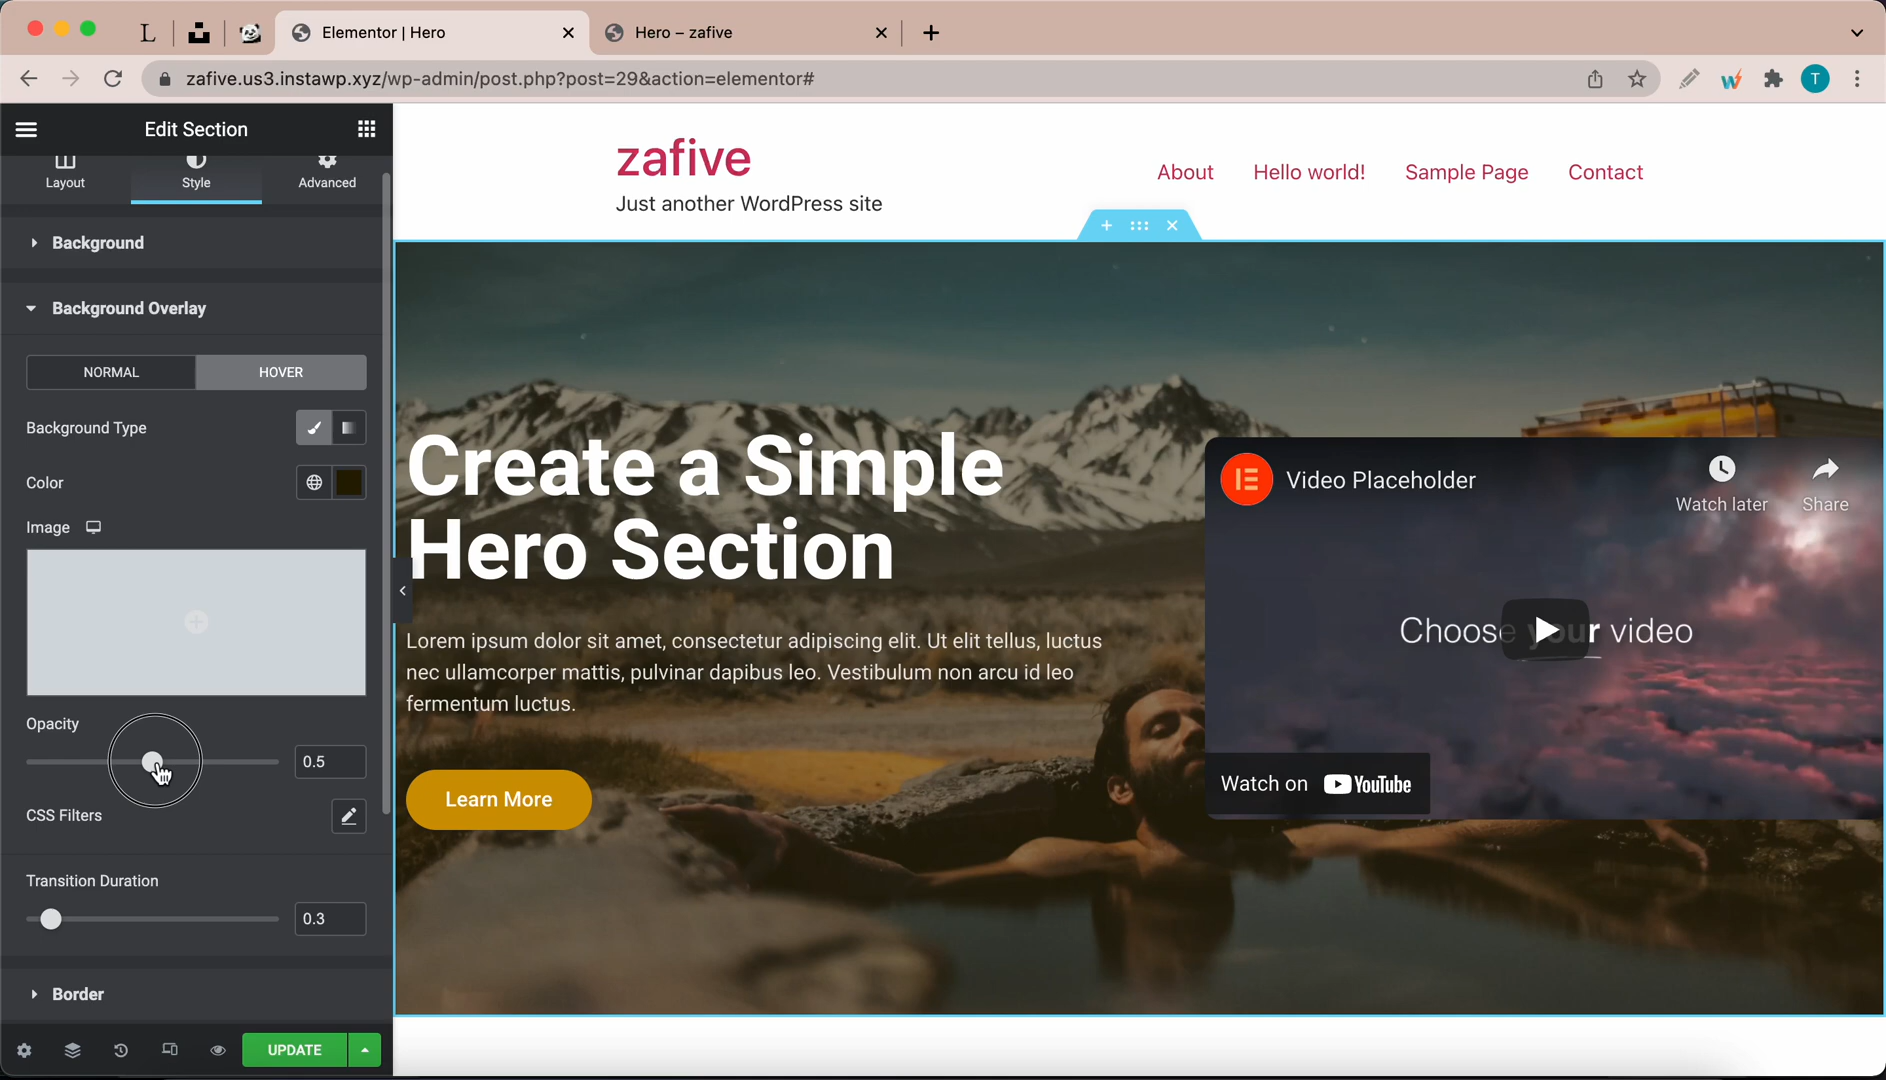 L
Elementor | Hero
Hero – zafive
zafive.us3.instawp.xyz/wp-admin/post.php?post=29&action=elementor#
T
Edit Section
Layout
Style
Advanced
Background
Background Overlay
NORMAL
HOVER
Background Type
Color
Image
Opacity
0.5
CSS Filters
Transition Duration
0.3
Border
UPDATE
zafive
Just another WordPress site
About
Hello world!
Sample Page
Contact
Create a Simple
Hero Section
Lorem ipsum dolor sit amet, consectetur adipiscing elit. Ut elit tellus, luctus
nec ullamcorper mattis, pulvinar dapibus leo. Vestibulum non arcu id leo
fermentum luctus.
Learn More
Video Placeholder
Watch later
Share
Choose your video
Watch on YouTube